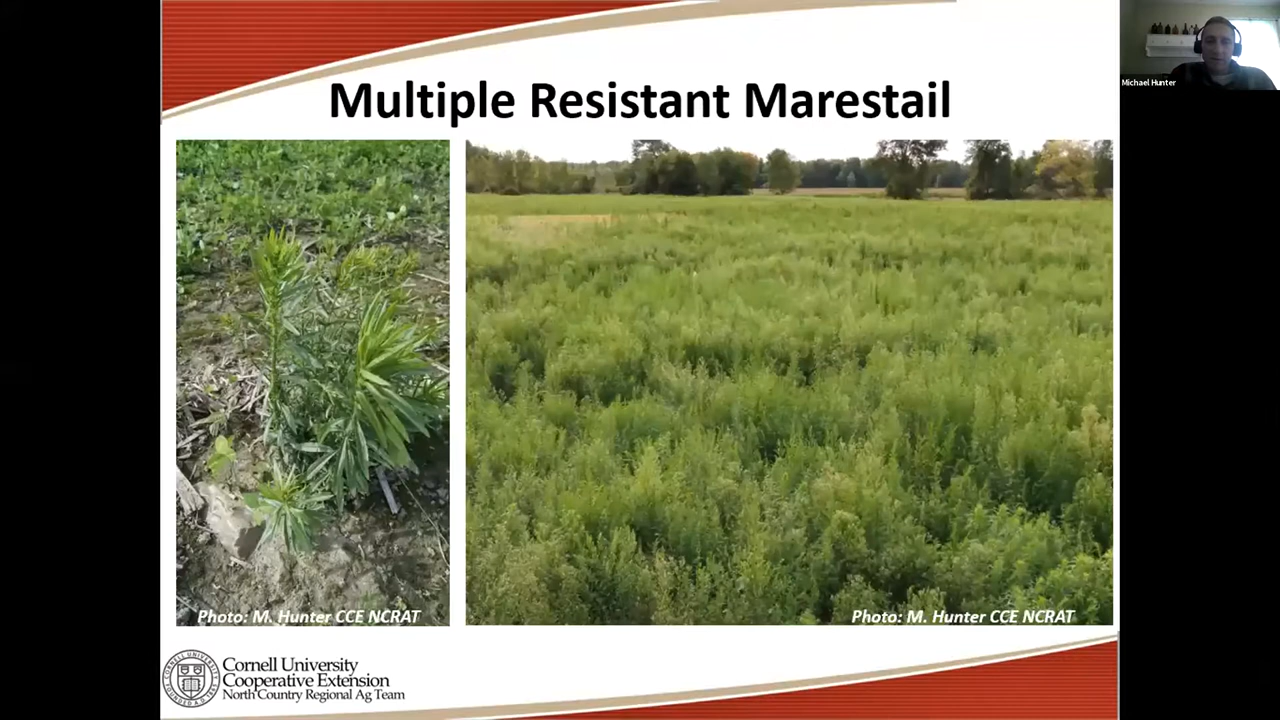 Multiple Resistant Marestail
Michael Hunter
Photo: M. Hunter CCE NCRAT
Photo: M. Hunter CCE NCRAT
Cornell University
Cooperative Extension
North Country Regional Ag Team